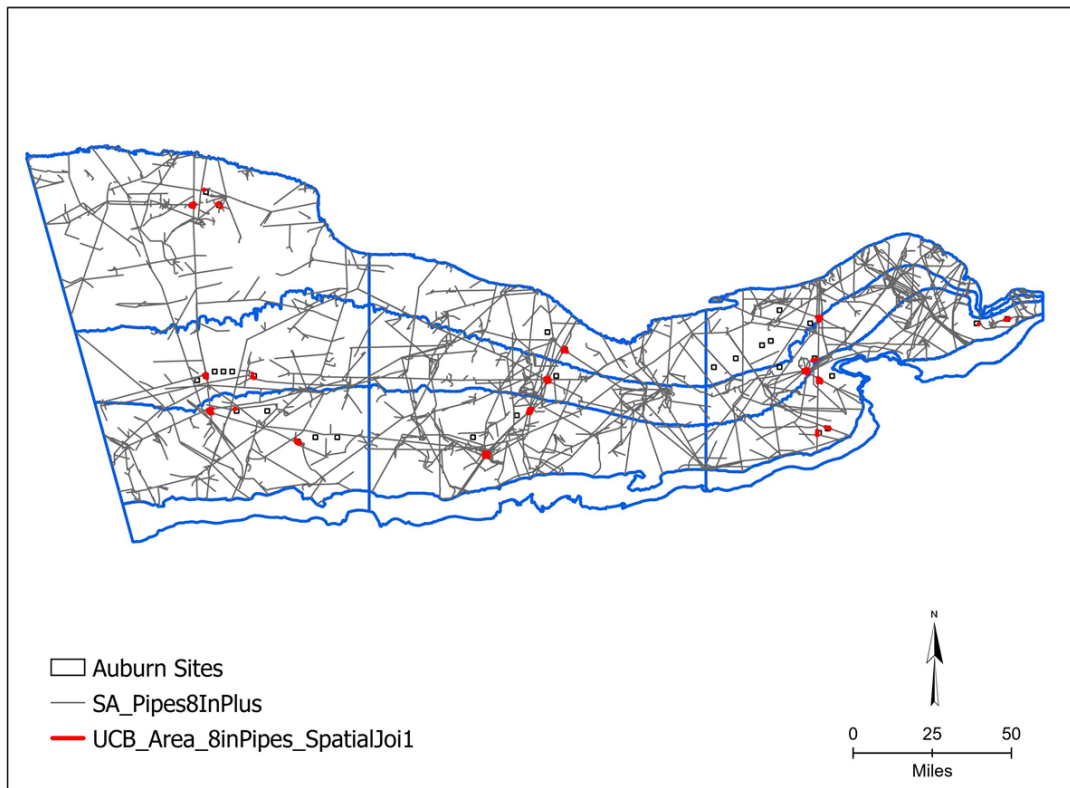 N
Auburn Sites
SA_Pipes8InPlus
UCB_Area_8inPipes_SpatialJoi1
0 25 50
Miles